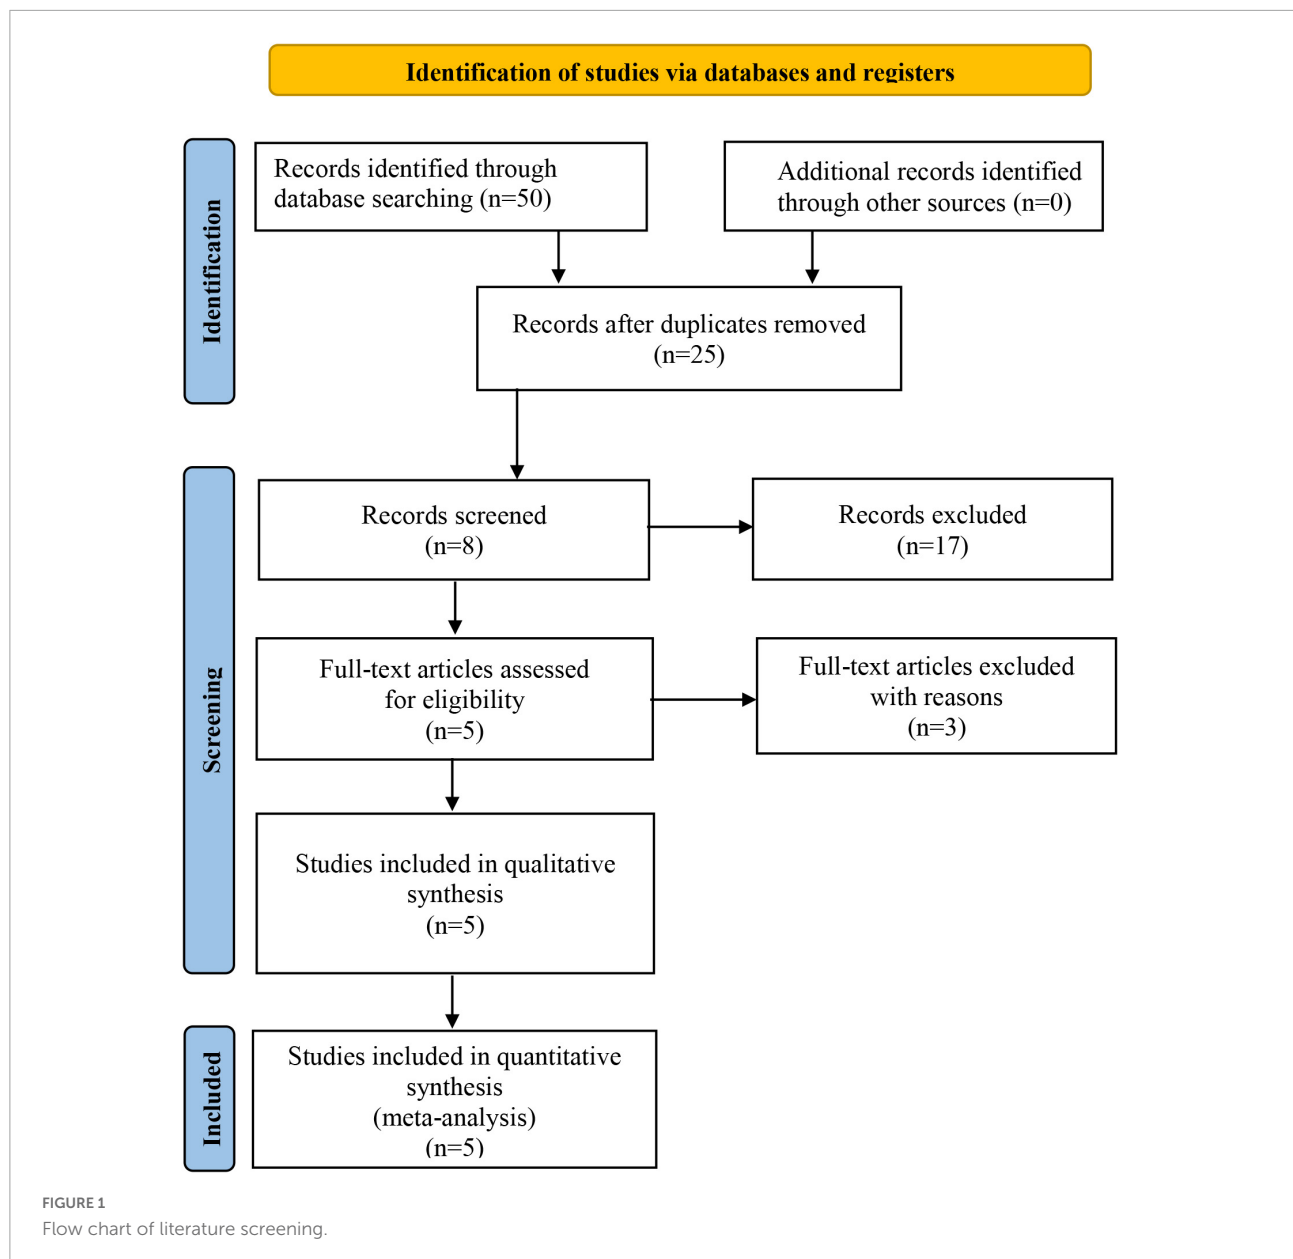 Identification of studies via databases and registers
Identification
Records identified through
database searching (n=50)
Additional records identified
through other sources (n=0)
Records after duplicates removed
(n=25)
Screening
Records screened
(n=8)
Records excluded
(n=17)
Full-text articles assessed
for eligibility
(n=5)
Full-text articles excluded
with reasons
(n=3)
Studies included in qualitative
synthesis
(n=5)
Included
Studies included in quantitative
synthesis
(meta-analysis)
(n=5)
FIGURE 1
Flow chart of literature screening.